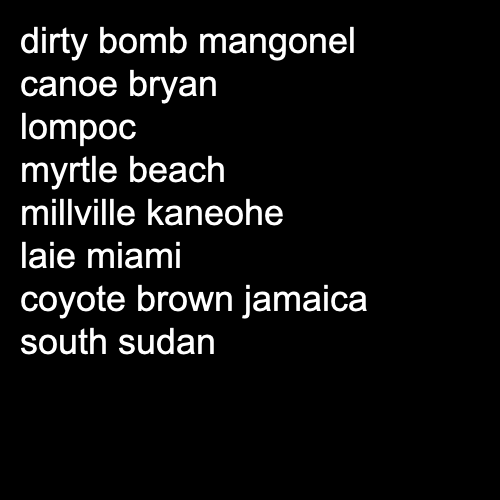 dirty bomb mangonel
canoe bryan
lompoc
myrtle beach
millville kaneohe
laie miami
coyote brown jamaica
south sudan